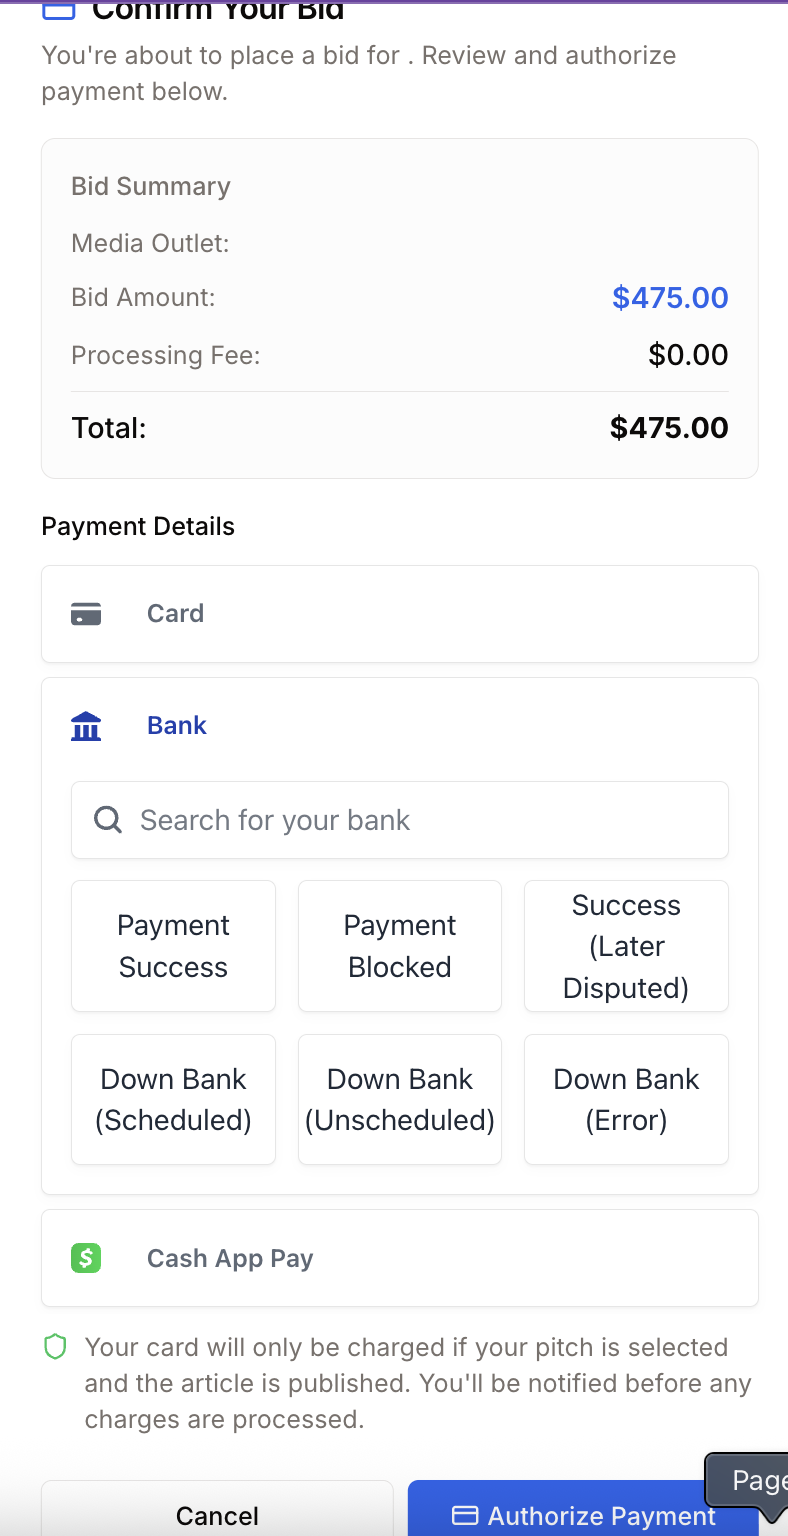 Confirm Your Bid
You're about to place a bid for . Review and authorize
payment below.
Bid Summary
Media Outlet:
Bid Amount:
$475.00
Processing Fee:
$0.00
Total:
$475.00
Payment Details
Card
Bank
Search for your bank
Payment
Success
Payment
Blocked
Success
(Later
Disputed)
Down Bank
(Scheduled)
Down Bank
(Unscheduled)
Down Bank
(Error)
$
Cash App Pay
Your card will only be charged if your pitch is selected
and the article is published. You'll be notified before any
charges are processed.
Page
Cancel
Authorize Payment